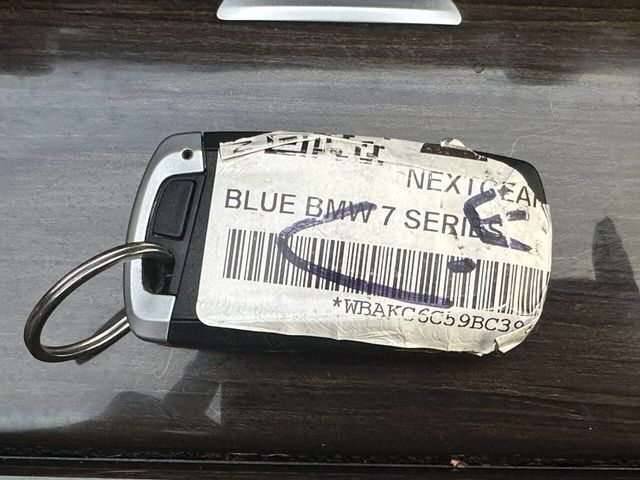 NEXTGEAR
BLUE BMW 7 SERIES
*WBAKC6C59BC39